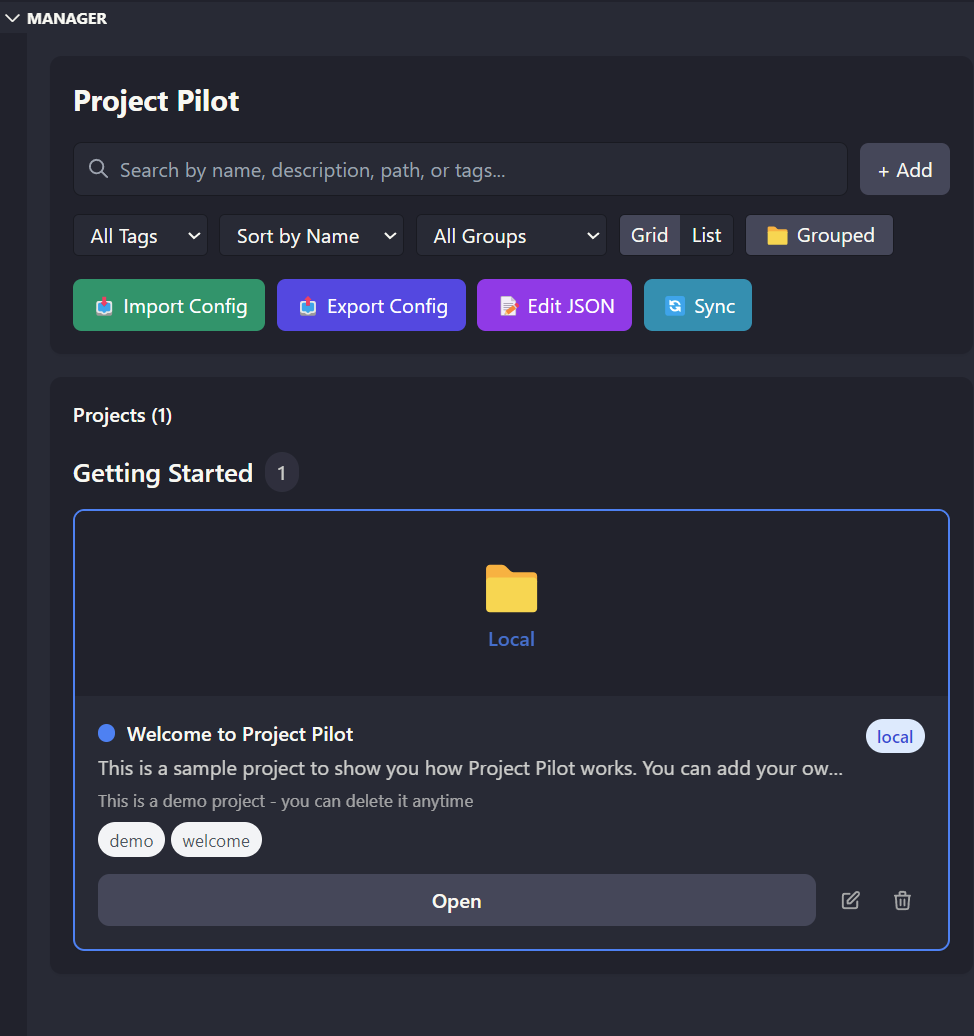 MANAGER
Project Pilot
Search by name, description, path, or tags...
+ Add
All Tags
Sort by Name
All Groups
Grid
List
Grouped
Import Config
Export Config
Edit JSON
Sync
Projects (1)
Getting Started 1
Local
Welcome to Project Pilot
local
This is a sample project to show you how Project Pilot works. You can add your ow...
This is a demo project - you can delete it anytime
demo
welcome
Open